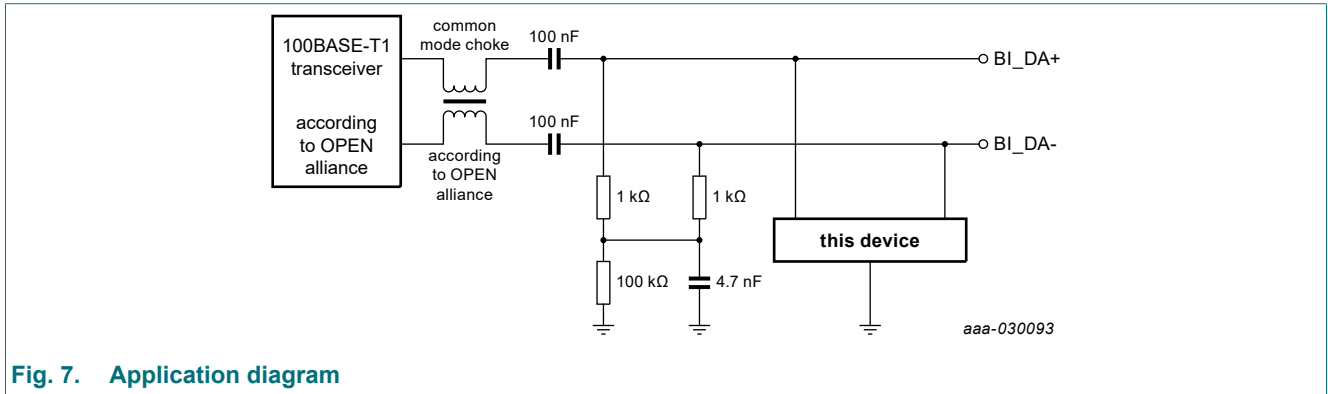 100BASE-T1
transceiver
according
to OPEN
alliance
common
mode choke
according
to OPEN
alliance
100 nF
100 nF
BI_DA+
BI_DA-
1 kΩ
1 kΩ
100 kΩ
4.7 nF
this device
aaa-030093
Fig. 7. Application diagram